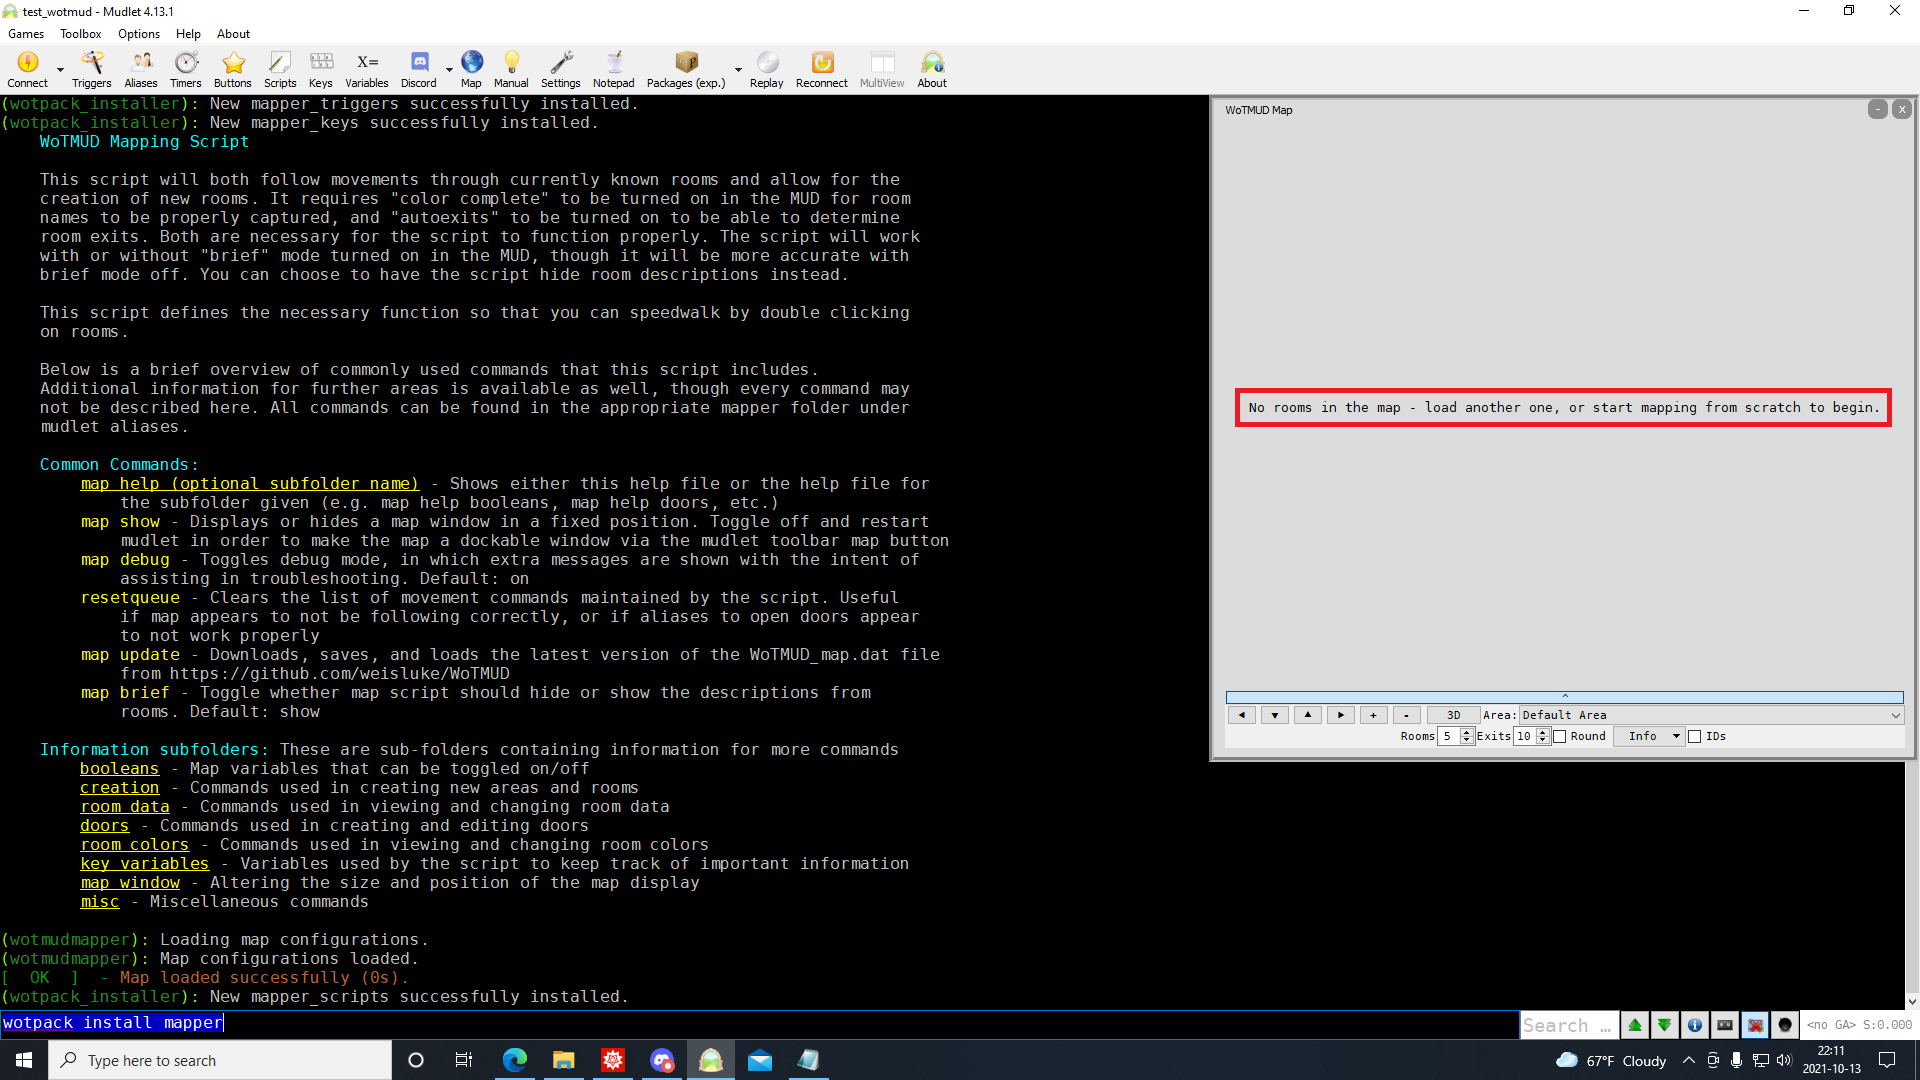 test_wotmud - Mudlet 4.13.1
Games Toolbox Options Help About
Connect Triggers Aliases Timers Buttons Scripts Keys X= Variables Discord Map Manual Settings Notepad Packages (exp.) Replay Reconnect MultiView About
(wotpack_installer): New mapper_triggers successfully installed.
(wotpack_installer): New mapper_keys successfully installed.
WoTMUD Mapping Script
This script will both follow movements through currently known rooms and allow for the
creation of new rooms. It requires "color complete" to be turned on in the MUD for room
names to be properly captured, and "autoexits" to be turned on to be able to determine
room exits. Both are necessary for the script to function properly. The script will work
with or without "brief" mode turned on in the MUD, though it will be more accurate with
brief mode off. You can choose to have the script hide room descriptions instead.
This script defines the necessary function so that you can speedwalk by double clicking
on rooms.
Below is a brief overview of commonly used commands that this script includes.
Additional information for further areas is available as well, though every command may
not be described here. All commands can be found in the appropriate mapper folder under
mudlet aliases.
Common Commands:
map help (optional subfolder name) - Shows either this help file or the help file for
the subfolder given (e.g. map help booleans, map help doors, etc.)
map show - Displays or hides a map window in a fixed position. Toggle off and restart
mudlet in order to make the map a dockable window via the mudlet toolbar map button
map debug - Toggles debug mode, in which extra messages are shown with the intent of
assisting in troubleshooting. Default: on
resetqueue - Clears the list of movement commands maintained by the script. Useful
if map appears to not be following correctly, or if aliases to open doors appear
to not work properly
map update - Downloads, saves, and loads the latest version of the WoTMUD_map.dat file
from https://github.com/weisluke/WoTMUD
map brief - Toggle whether map script should hide or show the descriptions from
rooms. Default: show
Information subfolders: These are sub-folders containing information for more commands
booleans - Map variables that can be toggled on/off
creation - Commands used in creating new areas and rooms
room data - Commands used in viewing and changing room data
doors - Commands used in creating and editing doors
room colors - Commands used in viewing and changing room colors
key variables - Variables used by the script to keep track of important information
map window - Altering the size and position of the map display
misc - Miscellaneous commands
(wotmudmapper): Loading map configurations.
(wotmudmapper): Map configurations loaded.
[ OK ] - Map loaded successfully (0s).
(wotpack_installer): New mapper_scripts successfully installed.
wotpack install mapper
WoTMUD Map
- x
No rooms in the map - load another one, or start mapping from scratch to begin.
^
+ - 3D Area: Default Area
Rooms 5 Exits 10 Round Info IDs
Search ... <no GA> S:0.000
Type here to search
67°F Cloudy
22:11
2021-10-13